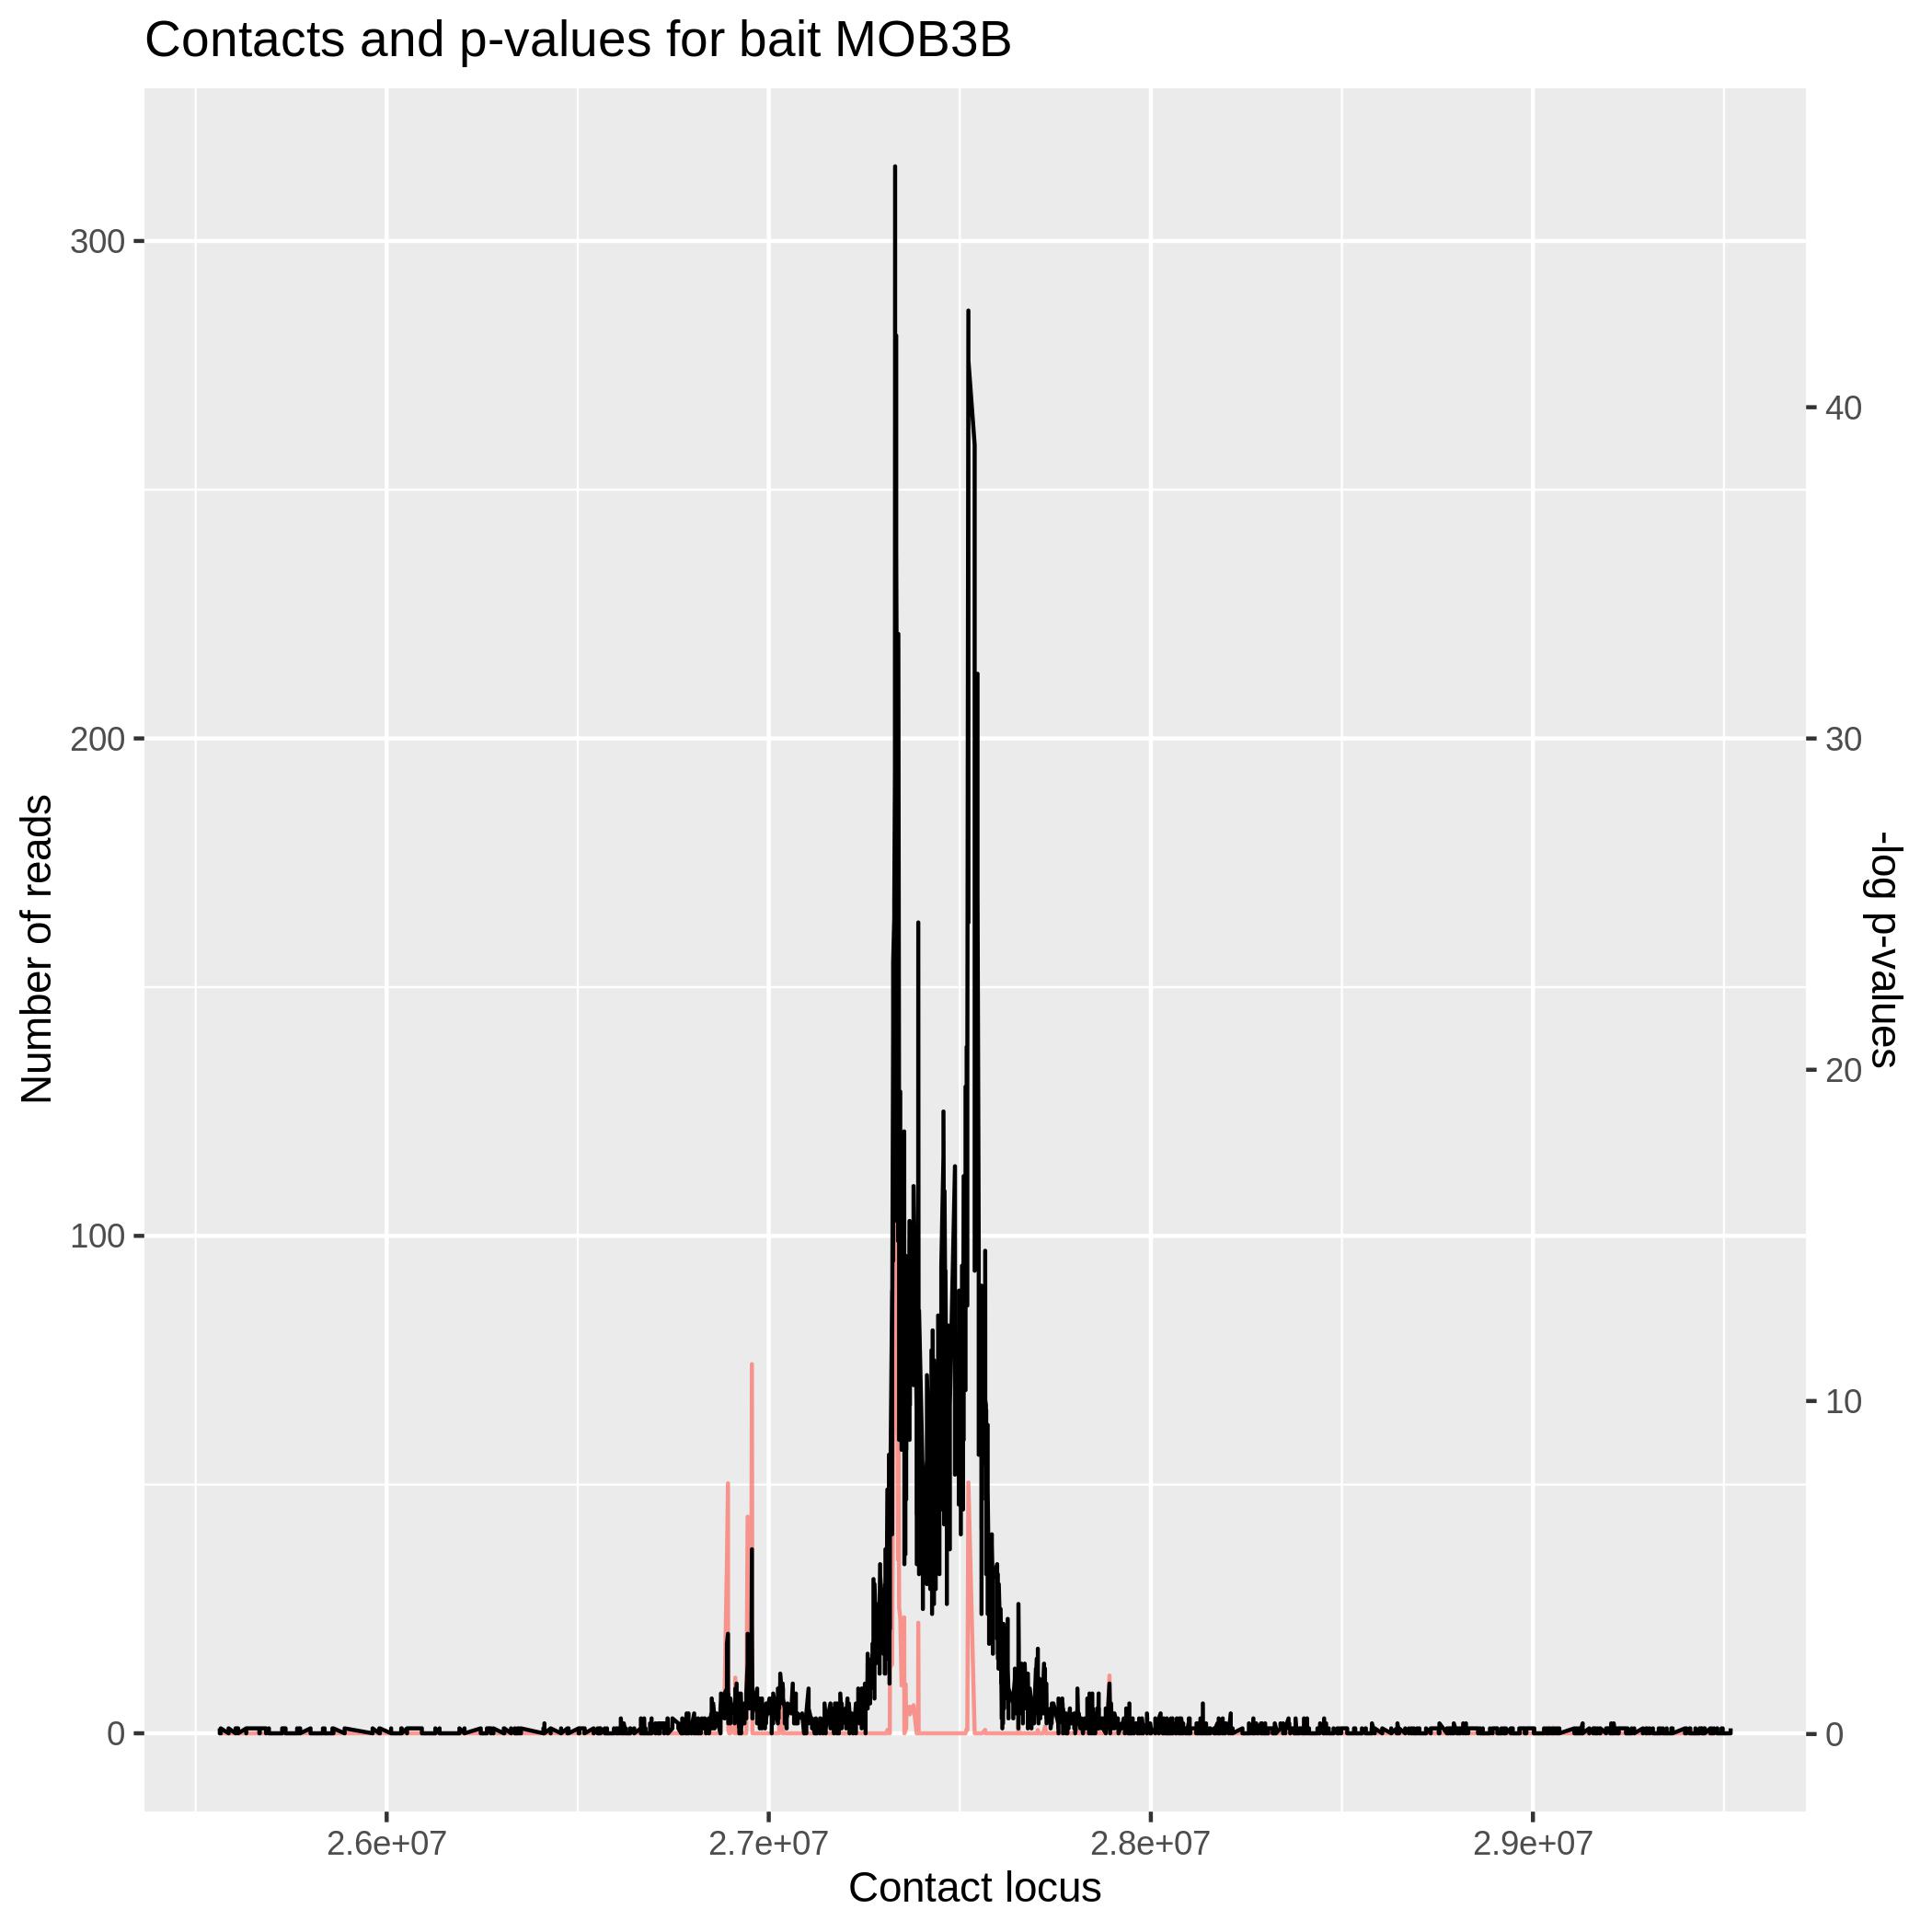 Contacts and p-values for bait MOB3B
Number of reads
300
200
100
0
40
30
20
10
0
-log p-values
2.6e+07
2.7e+07
2.8e+07
2.9e+07
Contact locus